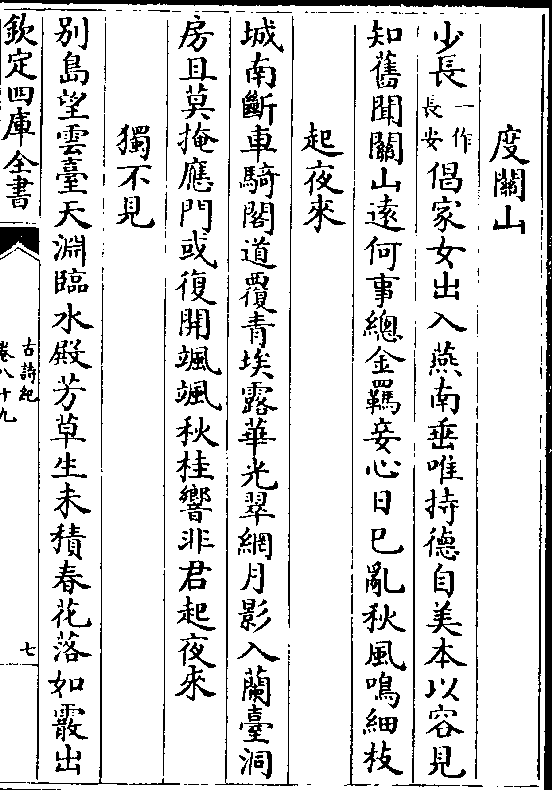 度關山
少長一作長安倡家女出入燕南垂唯持德自美本以容見
知舊聞關山遠何事總金羈妾心日已亂秋風鳴細枝
起夜來
城南斷車騎閣道覆青埃露華光翠網月影入蘭臺洞
房且莫掩應門或復開颯颯秋桂響非君起夜來
獨不見
別島望雲臺天淵臨水殿芳草生未積春花落如霰出
欽定四庫全書
古詩紀
卷八十九
七